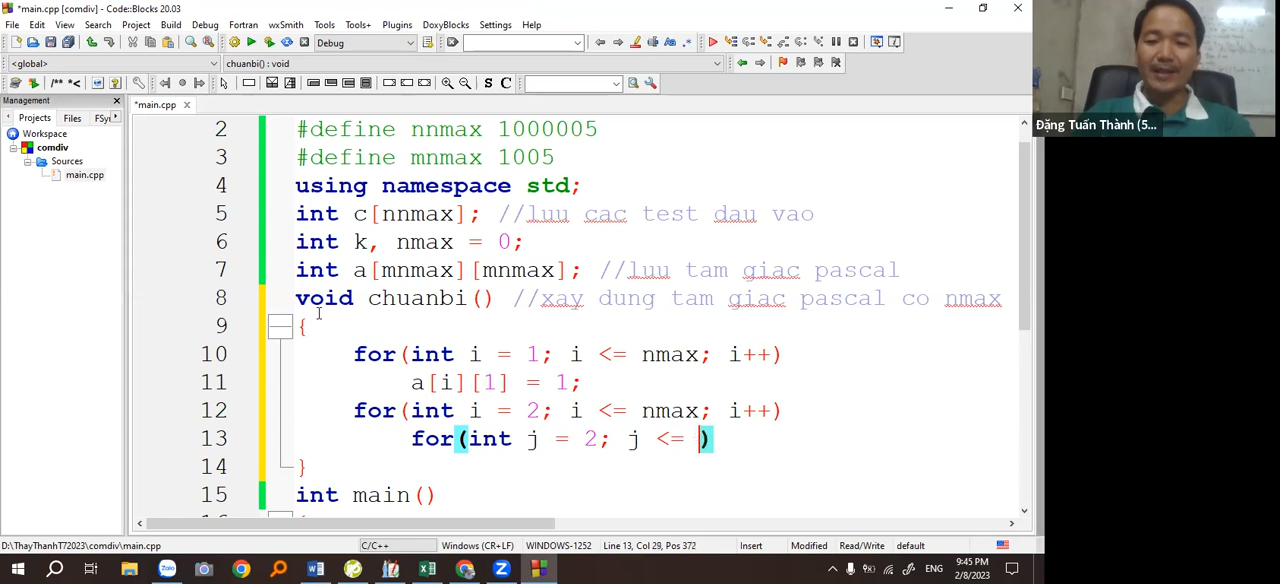 *main.cpp [comdiv] - Code::Blocks 20.03
File Edit View Search Project Build Debug Fortran wxSmith Tools Tools+ Plugins DoxyBlocks Settings Help
Debug
<global>
chuanbi() : void
/** *<
S C
Management
Projects Files FSy
Workspace
comdiv
Sources
main.cpp
*main.cpp
2 #define nnmax 1000005
3 #define mnmax 1005
4 using namespace std;
5 int c[nnmax]; //luu cac test dau vao
6 int k, nmax = 0;
7 int a[mnmax][mnmax]; //luu tam giac pascal
8 void chuanbi() //xay dung tam giac pascal co nmax
9 {
10 for(int i = 1; i <= nmax; i++)
11 a[i][1] = 1;
12 for(int i = 2; i <= nmax; i++)
13 for(int j = 2; j <= )
14 }
15 int main()
Đặng Tuấn Thành (5...
D:\ThayThanhT72023\comdiv\main.cpp C/C++ Windows (CR+LF) WINDOWS-1252 Line 13, Col 29, Pos 372 Insert Modified Read/Write default
Zalo
ENG
9:45 PM
2/8/2023